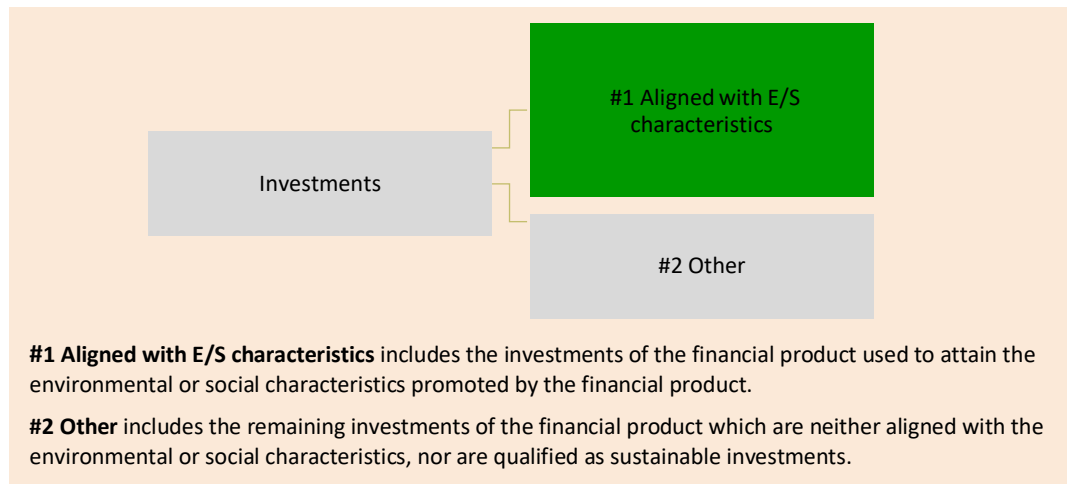 #1 Aligned with E/S
characteristics
Investments
#2 Other
#1 Aligned with E/S characteristics includes the investments of the financial product used to attain the
environmental or social characteristics promoted by the financial product.
#2 Other includes the remaining investments of the financial product which are neither aligned with the
environmental or social characteristics, nor are qualified as sustainable investments.